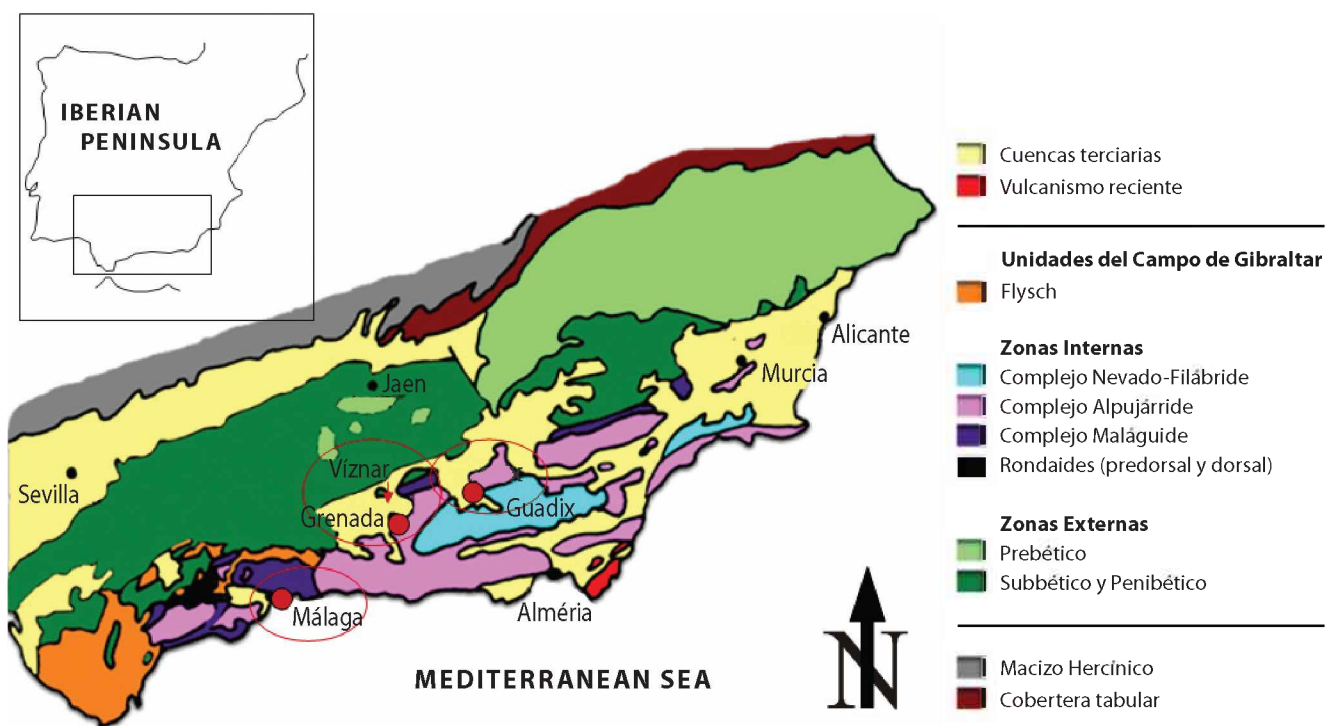 IBERIAN
PENINSULA
Cuencas terciarias
Vulcanismo reciente
Unidades del Campo de Gibraltar
Flysch
Zonas Internas
Complejo Nevado-Filábride
Complejo Alpujárride
Complejo Maláguide
Rondaides (predorsal y dorsal)
Zonas Externas
Prebético
Subbético y Penibético
Macizo Hercínico
Cobertera tabular
Alicante
Murcia
Jaen
Víznar
Sevilla
Guadix
Grenada
Málaga
Alméria
MEDITERRANEAN SEA
N